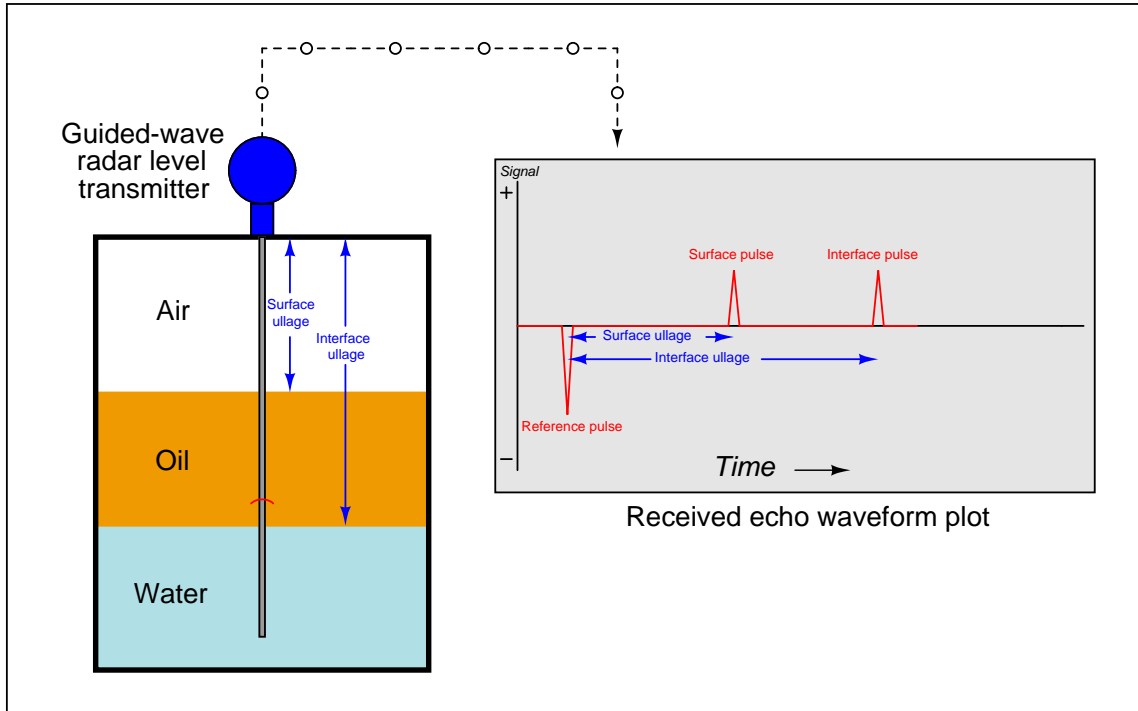 Guided-wave
radar level
transmitter
Air
Surface
ullage
Interface
ullage
Oil
Water
Signal
+
Surface pulse
Interface pulse
Surface ullage
Interface ullage
Reference pulse
−
Time
Received echo waveform plot